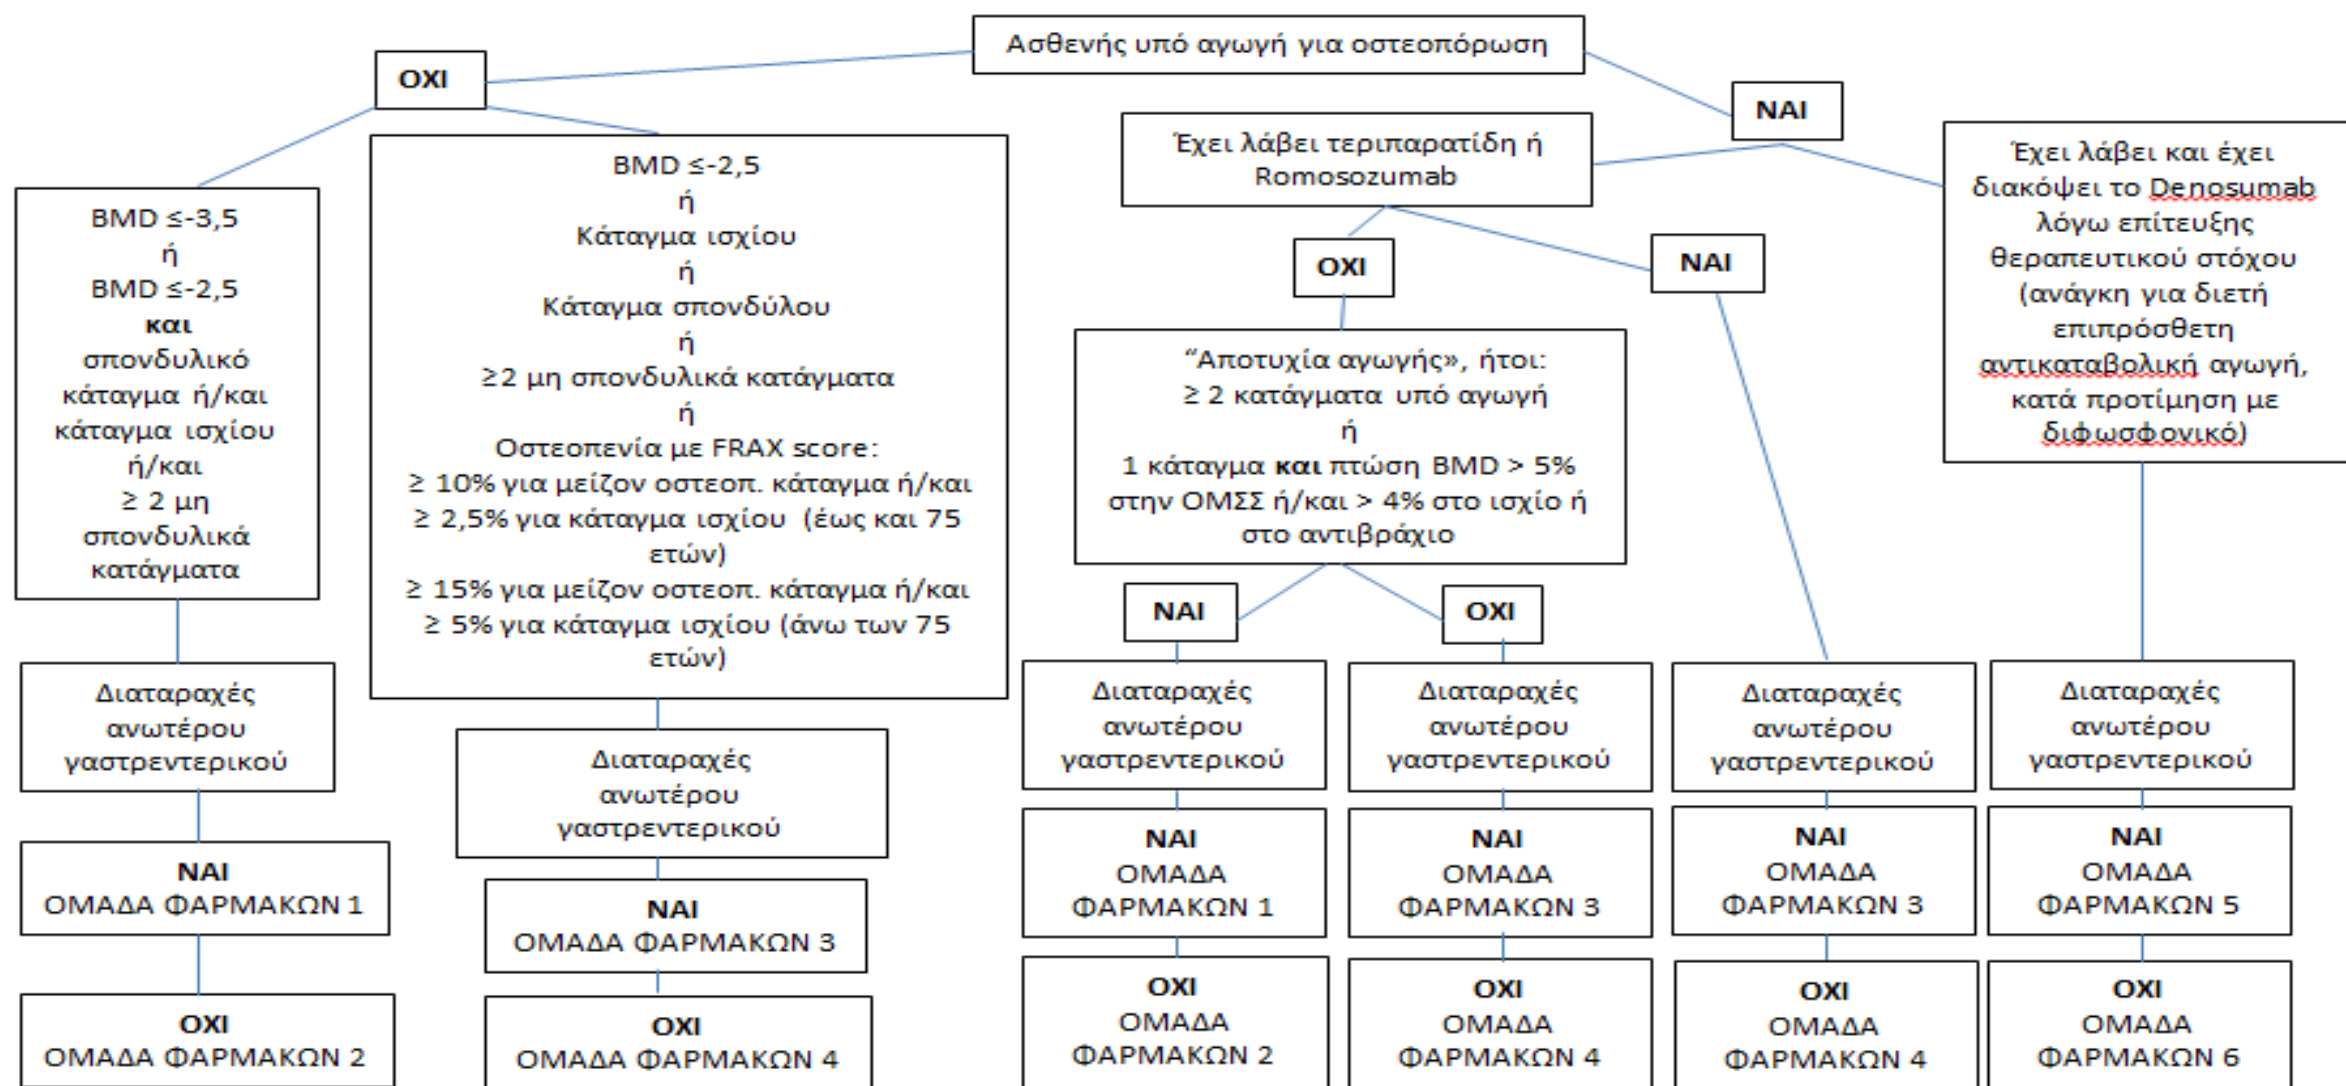 Ασθενής υπό αγωγή για οστεοπόρωση
ΟΧΙ
ΝΑΙ
BMD ≤-3,5
ή
BMD ≤-2,5
και
σπονδυλικό
κάταγμα ή/και
κάταγμα ισχίου
ή/και
≥ 2 μη
σπονδυλικά
κατάγματα
BMD ≤-2,5
ή
Κάταγμα ισχίου
ή
Κάταγμα σπονδύλου
ή
≥2 μη σπονδυλικά κατάγματα
ή
Οστεοπενία με FRAX score:
≥ 10% για μείζον οστεοπ. κάταγμα ή/και
≥ 2,5% για κάταγμα ισχίου (έως και 75
ετών)
≥ 15% για μείζον οστεοπ. κάταγμα ή/και
≥ 5% για κάταγμα ισχίου (άνω των 75
ετών)
Έχει λάβει τεριπαρατίδη ή
Romosozumab
ΟΧΙ
ΝΑΙ
Έχει λάβει και έχει
διακόψει το Denosumab
λόγω επίτευξης
θεραπευτικού στόχου
(ανάγκη για διετή
επιπρόσθετη
αντικαταβολική αγωγή,
κατά προτίμηση με
διφωσφονικό)
“Αποτυχία αγωγής», ήτοι:
≥ 2 κατάγματα υπό αγωγή
ή
1 κάταγμα και πτώση BMD > 5%
στην ΟΜΣΣ ή/και > 4% στο ισχίο ή
στο αντιβράχιο
ΝΑΙ
ΟΧΙ
Διαταραχές
ανωτέρου
γαστρεντερικού
ΝΑΙ
ΟΜΑΔΑ ΦΑΡΜΑΚΩΝ 1
ΟΧΙ
ΟΜΑΔΑ ΦΑΡΜΑΚΩΝ 2
Διαταραχές
ανωτέρου
γαστρεντερικού
ΝΑΙ
ΟΜΑΔΑ ΦΑΡΜΑΚΩΝ 3
ΟΧΙ
ΟΜΑΔΑ ΦΑΡΜΑΚΩΝ 4
Διαταραχές
ανωτέρου
γαστρεντερικού
ΝΑΙ
ΟΜΑΔΑ
ΦΑΡΜΑΚΩΝ 1
ΟΧΙ
ΟΜΑΔΑ
ΦΑΡΜΑΚΩΝ 2
Διαταραχές
ανωτέρου
γαστρεντερικού
ΝΑΙ
ΟΜΑΔΑ
ΦΑΡΜΑΚΩΝ 3
ΟΧΙ
ΟΜΑΔΑ
ΦΑΡΜΑΚΩΝ 4
Διαταραχές
ανωτέρου
γαστρεντερικού
ΝΑΙ
ΟΜΑΔΑ
ΦΑΡΜΑΚΩΝ 3
ΟΧΙ
ΟΜΑΔΑ
ΦΑΡΜΑΚΩΝ 4
Διαταραχές
ανωτέρου
γαστρεντερικού
ΝΑΙ
ΟΜΑΔΑ
ΦΑΡΜΑΚΩΝ 5
ΟΧΙ
ΟΜΑΔΑ
ΦΑΡΜΑΚΩΝ 6